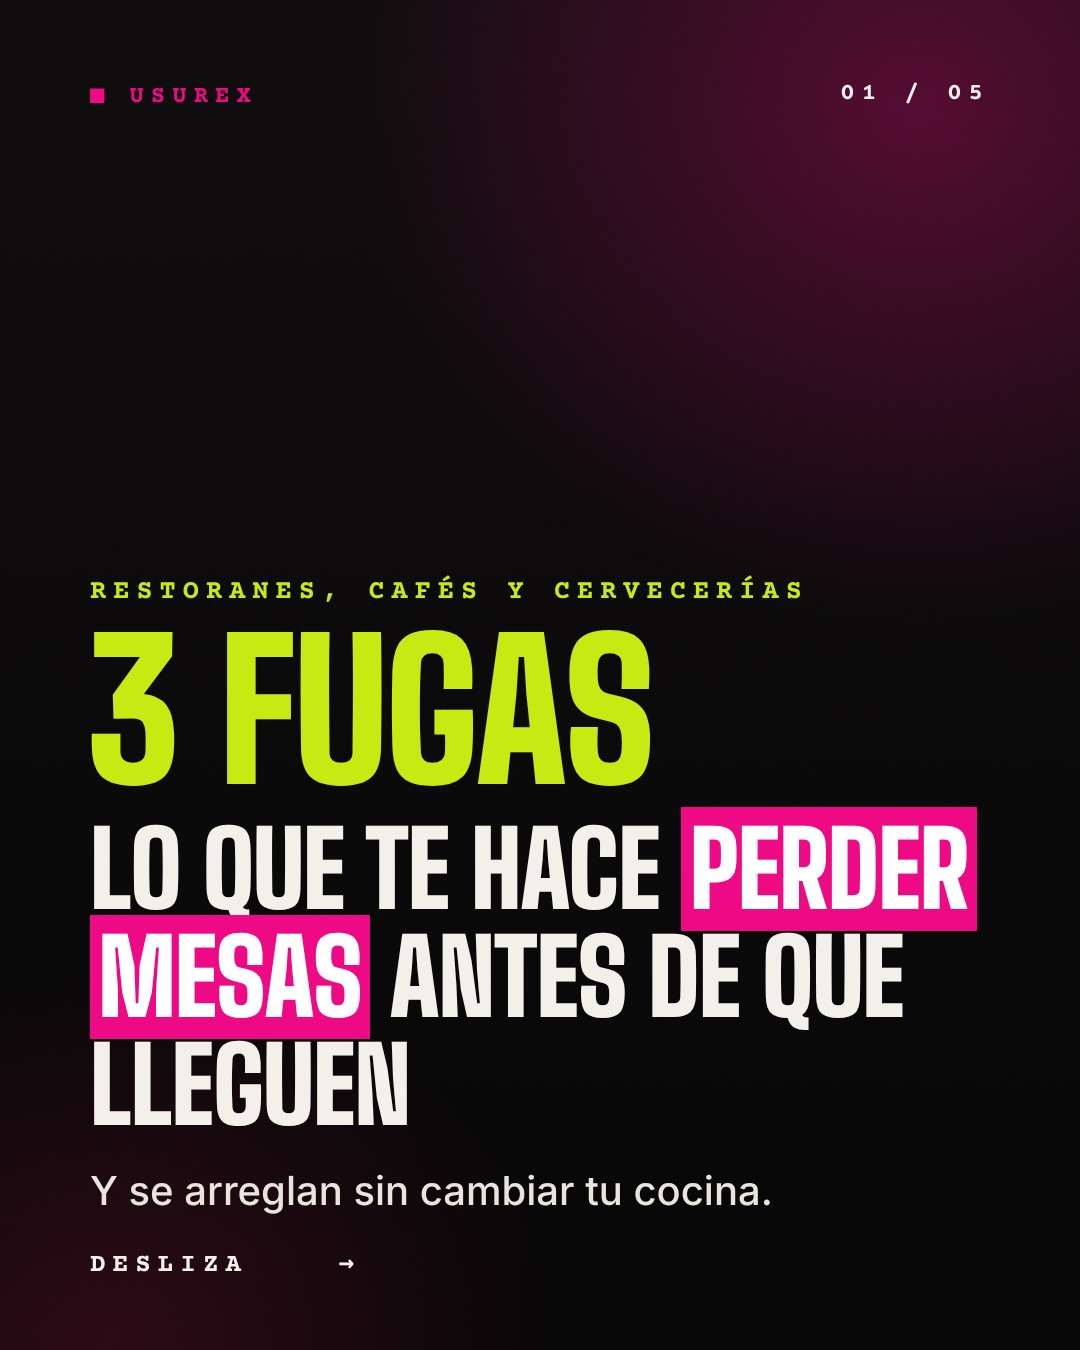 ■ USUREX
01 / 05
RESTORANES, CAFÉS Y CERVECERÍAS
3 FUGAS
LO QUE TE HACE PERDER
MESAS ANTES DE QUE
LLEGUEN
Y se arreglan sin cambiar tu cocina.
DESLIZA →